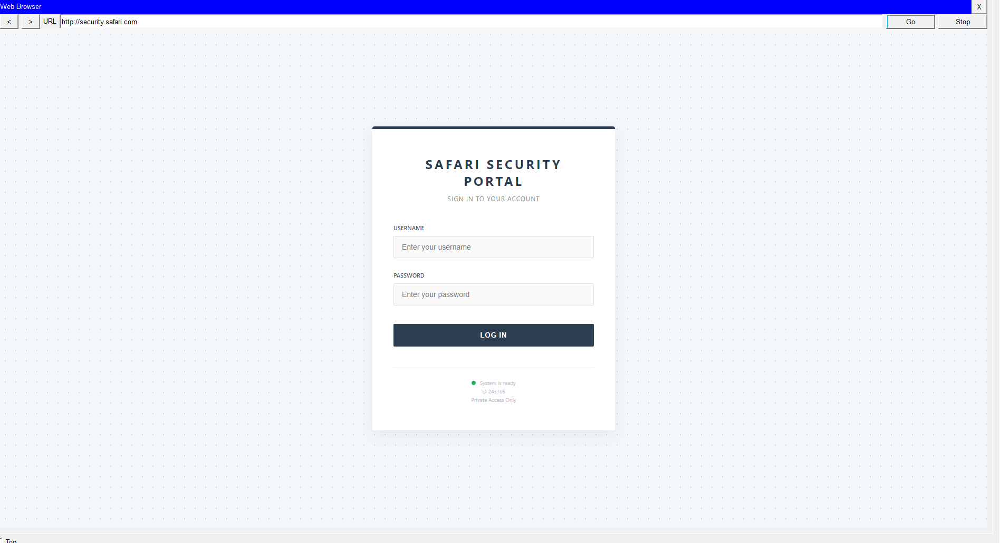 Web Browser
X
<
>
URL
http://security.safari.com
Go
Stop
SAFARI SECURITY
PORTAL
SIGN IN TO YOUR ACCOUNT
USERNAME
Enter your username
PASSWORD
Enter your password
LOG IN
System is ready
© 243705
Private Access Only
Top